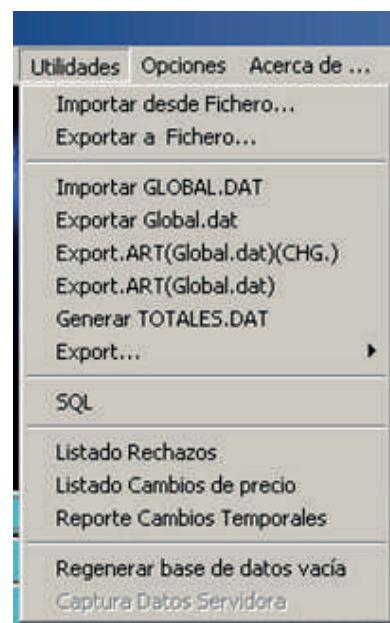 Utilidades Opciones Acerca de ...
Importar desde Fichero...
Exportar a Fichero...
Importar GLOBAL.DAT
Exportar Global.dat
Export.ART(Global.dat)(CHG.)
Export.ART(Global.dat)
Generar TOTALES.DAT
Export...
SQL
Listado Rechazos
Listado Cambios de precio
Reporte Cambios Temporales
Regenerar base de datos vacía
Captura Datos Servidora